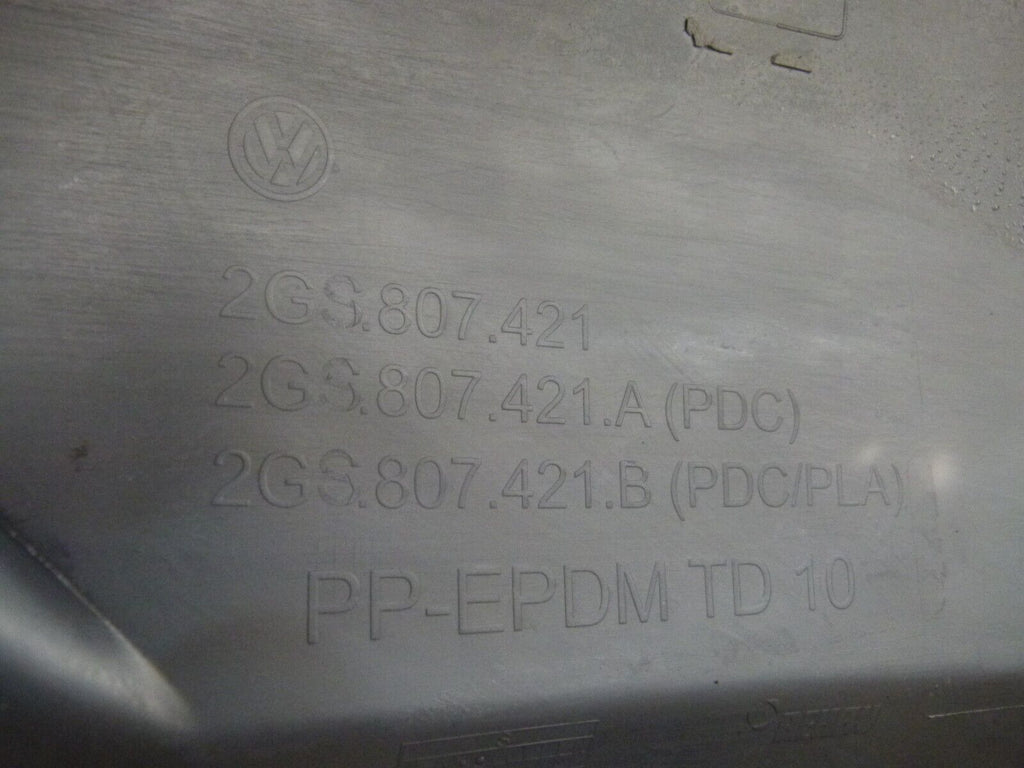 2GS.807.421
2GS.807.421.A (PDC)
2GS.807.421.B (PDC/PLA)
PP-EPDM TD 10